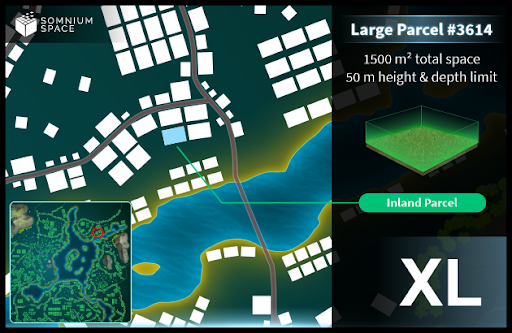 SOMNIUM
SPACE
Large Parcel #3614
1500 m² total space
50 m height & depth limit
Inland Parcel
XL